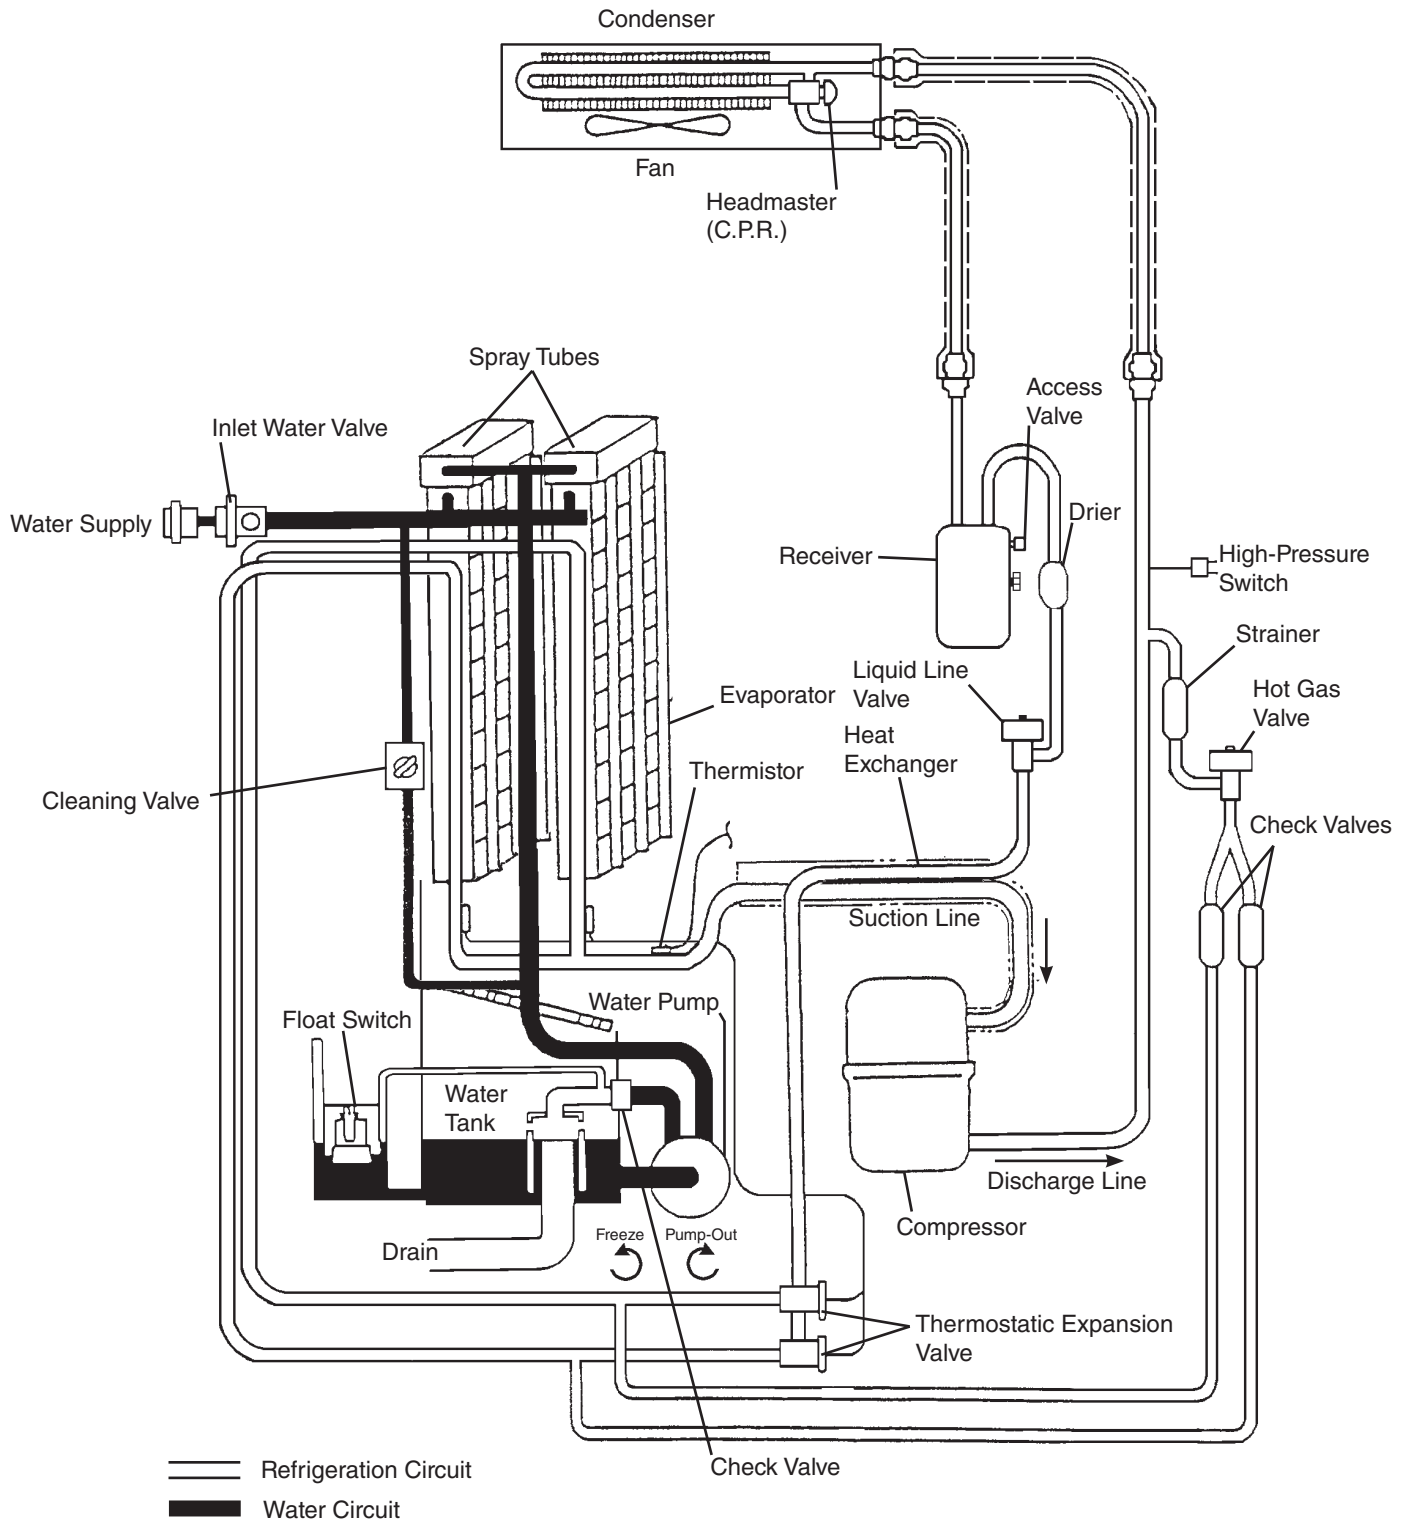 Condenser
Fan
Headmaster
(C.P.R.)
Spray Tubes
Access
Valve
Inlet Water Valve
Drier
Water Supply
Receiver
High-Pressure
Switch
Strainer
Liquid Line
Valve
Hot Gas
Valve
Evaporator
Heat
Exchanger
Thermistor
Cleaning Valve
Check Valves
Suction Line
Water Pump
Float Switch
Water
Tank
Discharge Line
Compressor
Freeze
Pump-Out
Drain
Thermostatic Expansion
Valve
Check Valve
Refrigeration Circuit
Water Circuit